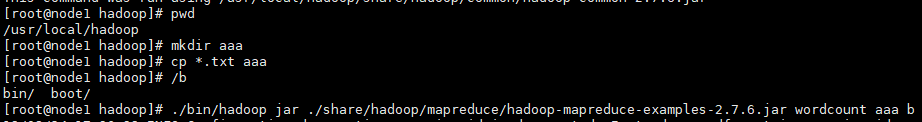 This command was run using /usr/local/hadoop/share/hadoop/common/hadoop-common-2.7.6.jar
[root@node1 hadoop]# pwd
/usr/local/hadoop
[root@node1 hadoop]# mkdir aaa
[root@node1 hadoop]# cp *.txt aaa
[root@node1 hadoop]# /b
bin/  boot/
[root@node1 hadoop]# ./bin/hadoop jar ./share/hadoop/mapreduce/hadoop-mapreduce-examples-2.7.6.jar wordcount aaa b